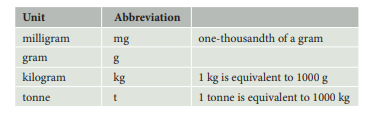 Unit Abbreviation
milligram mg one-thousandth of a gram
gram g
kilogram kg 1 kg is equivalent to 1000 g
tonne t 1 tonne is equivalent to 1000 kg